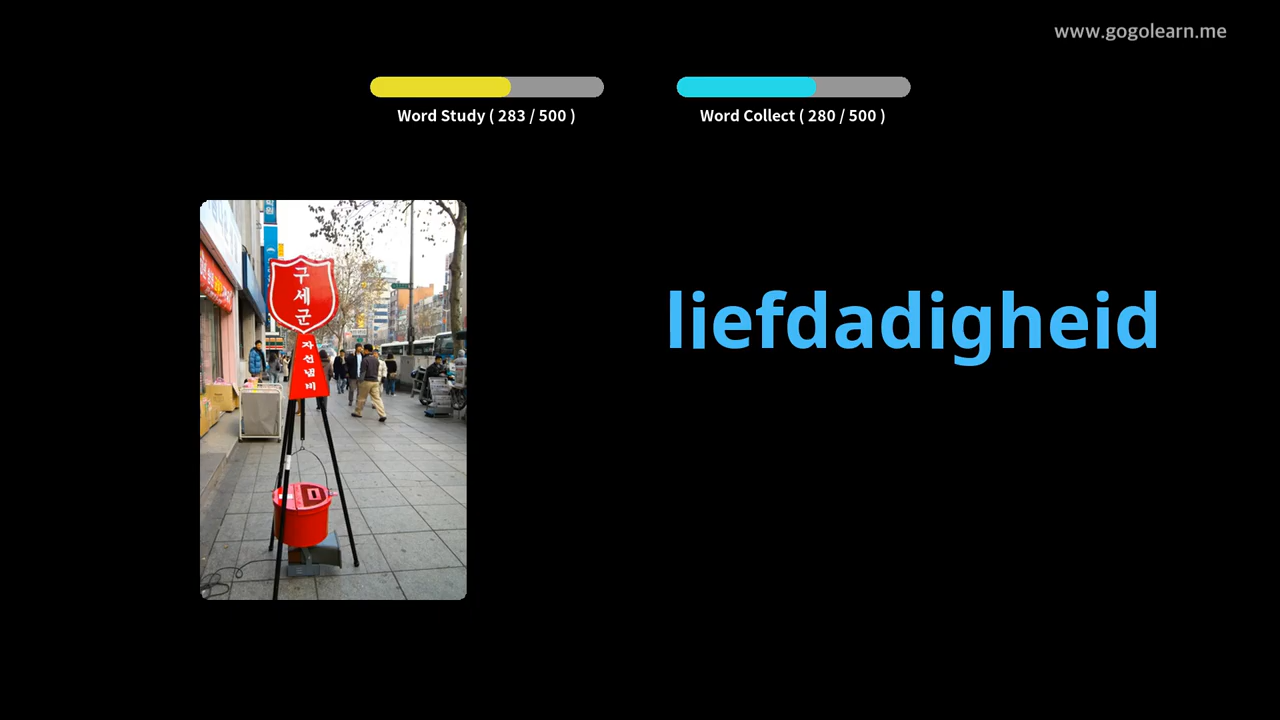 www.gogolearn.me
Word Study ( 283 / 500 )
Word Collect ( 280 / 500 )
구
세
군
자
선
냄
비
liefdadigheid